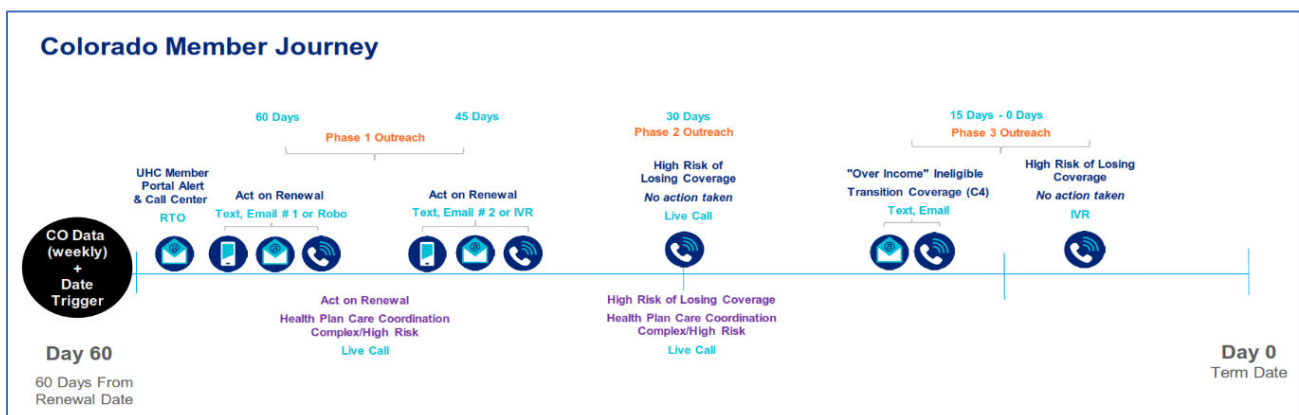 Colorado Member Journey
60 Days
45 Days
Phase 1 Outreach
30 Days
Phase 2 Outreach
15 Days - 0 Days
Phase 3 Outreach
UHC Member
Portal Alert
& Call Center
RTO
Act on Renewal
Text, Email # 1 or Robo
Act on Renewal
Text, Email # 2 or IVR
High Risk of
Losing Coverage
No action taken
Live Call
"Over Income" Ineligible
Transition Coverage (C4)
Text, Email
High Risk of Losing
Coverage
No action taken
IVR
CO Data
(weekly)
+
Date
Trigger
Act on Renewal
Health Plan Care Coordination
Complex/High Risk
Live Call
High Risk of Losing Coverage
Health Plan Care Coordination
Complex/High Risk
Live Call
Day 60
60 Days From
Renewal Date
Day 0
Term Date